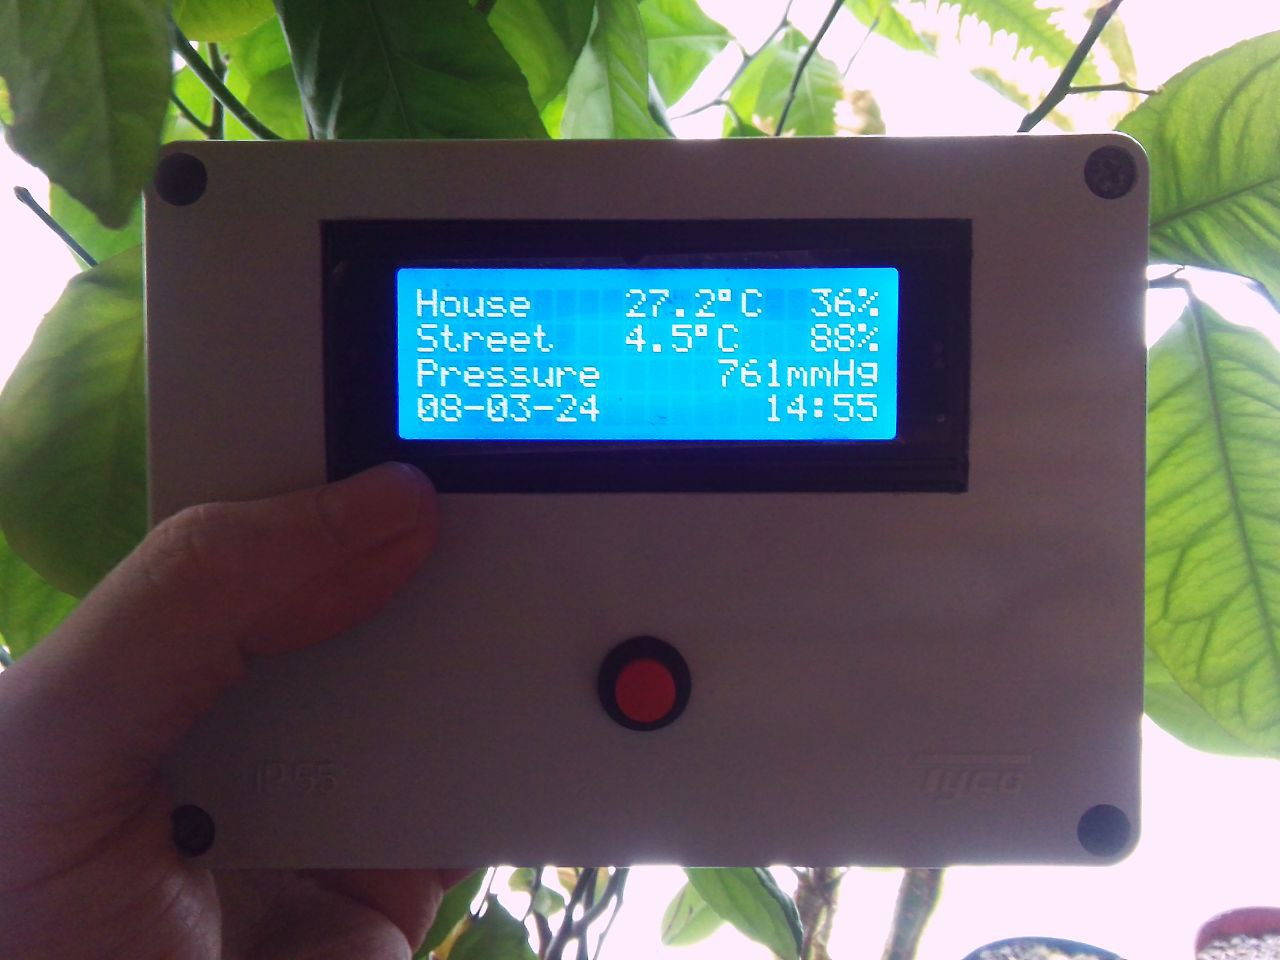 House 27.2°C 36%
Street 4.5°C 88%
Pressure 761mmHg
08-03-24 14:55
IP55 tyco